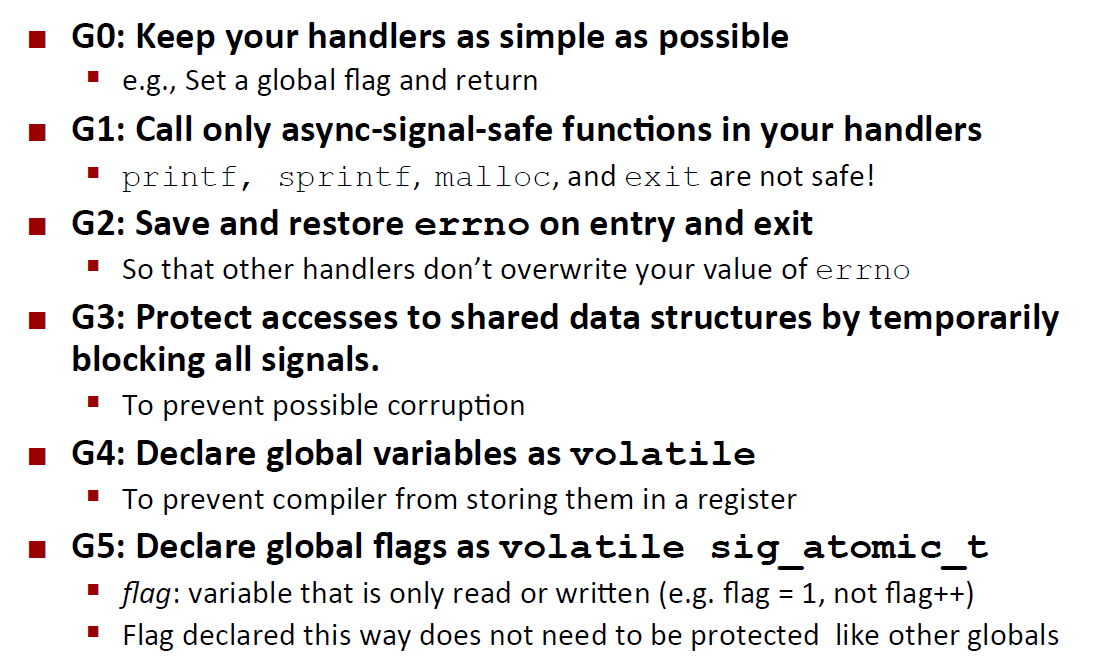 G0: Keep your handlers as simple as possible
e.g., Set a global flag and return
G1: Call only async-signal-safe functions in your handlers
printf, sprintf, malloc, and exit are not safe!
G2: Save and restore errno on entry and exit
So that other handlers don’t overwrite your value of errno
G3: Protect accesses to shared data structures by temporarily
blocking all signals.
To prevent possible corruption
G4: Declare global variables as volatile
To prevent compiler from storing them in a register
G5: Declare global flags as volatile sig_atomic_t
flag: variable that is only read or written (e.g. flag = 1, not flag++)
Flag declared this way does not need to be protected like other globals